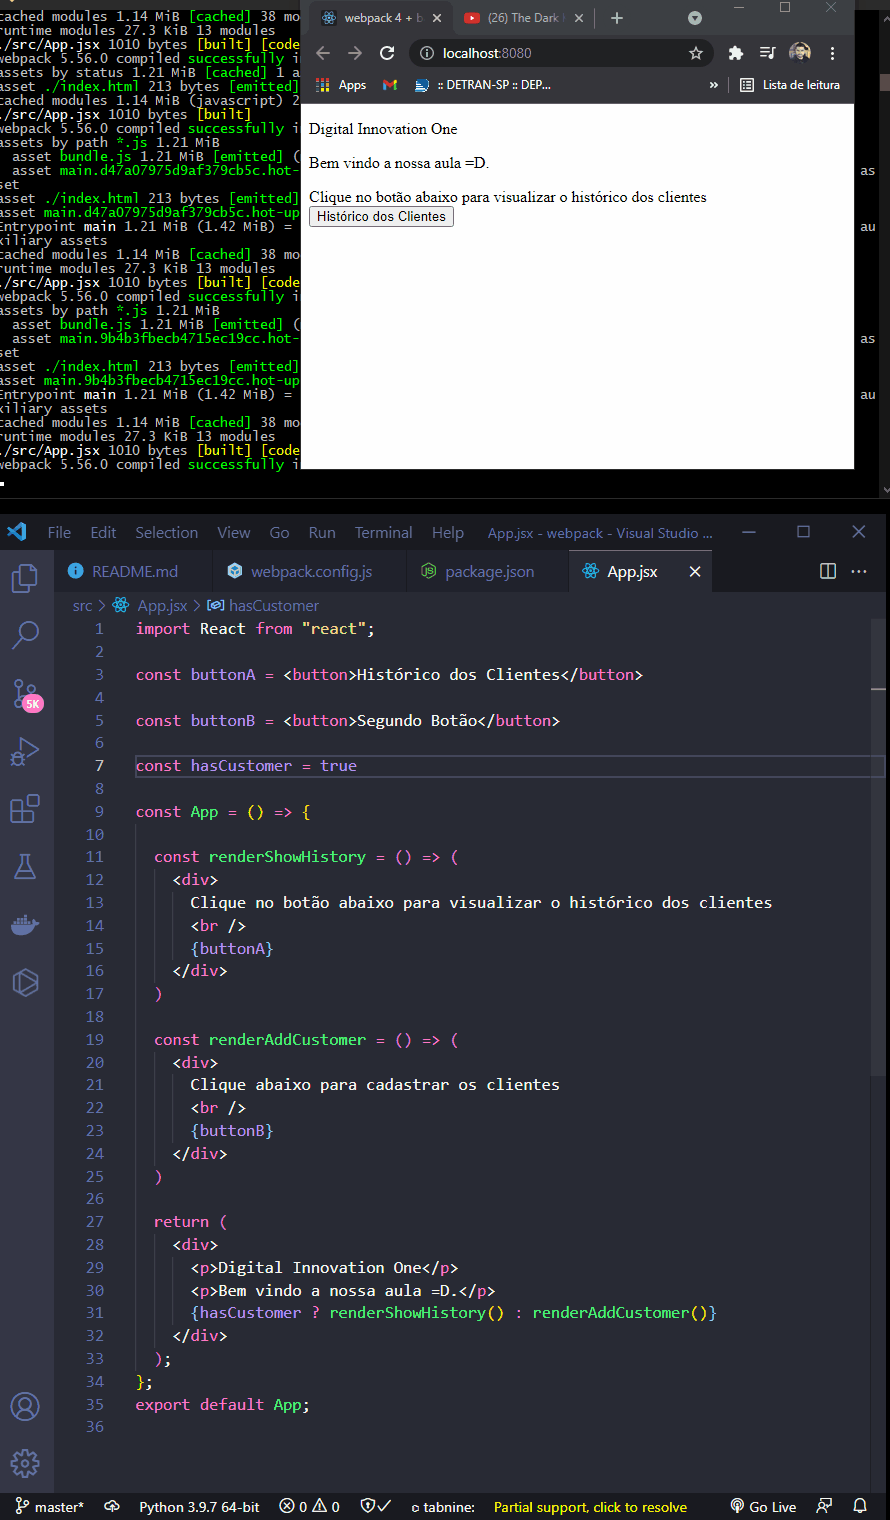 cached modules 1.14 MiB [cached] 38 mo
runtime modules 27.3 KiB 13 modules
./src/App.jsx 1010 bytes [built] [code
webpack 5.56.0 compiled successfully i
assets by status 1.21 MiB [cached] 1 a
asset ./index.html 213 bytes [emitted]
cached modules 1.14 MiB (javascript) 2
./src/App.jsx 1010 bytes [built]
webpack 5.56.0 compiled successfully i
assets by path *.js 1.21 MiB
asset bundle.js 1.21 MiB [emitted] (
asset main.d47a07975d9af379cb5c.hot- as
set
asset ./index.html 213 bytes [emitted]
asset main.d47a07975d9af379cb5c.hot-up
Entrypoint main 1.21 MiB (1.42 MiB) = au
xiliary assets
cached modules 1.14 MiB [cached] 38 mo
runtime modules 27.3 KiB 13 modules
./src/App.jsx 1010 bytes [built] [code
webpack 5.56.0 compiled successfully i
assets by path *.js 1.21 MiB
asset bundle.js 1.21 MiB [emitted] (
asset main.9b4b3fbecb4715ec19cc.hot- as
set
asset ./index.html 213 bytes [emitted]
asset main.9b4b3fbecb4715ec19cc.hot-up
Entrypoint main 1.21 MiB (1.42 MiB) = au
xiliary assets
cached modules 1.14 MiB [cached] 38 mo
runtime modules 27.3 KiB 13 modules
./src/App.jsx 1010 bytes [built] [code
webpack 5.56.0 compiled successfully i
webpack 4 + b (26) The Dark
localhost:8080
Apps :: DETRAN-SP :: DEP... » Lista de leitura
Digital Innovation One
Bem vindo a nossa aula =D.
Clique no botão abaixo para visualizar o histórico dos clientes
Histórico dos Clientes
File Edit Selection View Go Run Terminal Help App.jsx - webpack - Visual Studio ...
README.md webpack.config.js package.json App.jsx
src > App.jsx > hasCustomer
5K
1 import React from "react";
2
3 const buttonA = <button>Histórico dos Clientes</button>
4
5 const buttonB = <button>Segundo Botão</button>
6
7 const hasCustomer = true
8
9 const App = () => {
10
11 const renderShowHistory = () => (
12 <div>
13 Clique no botão abaixo para visualizar o histórico dos clientes
14 <br />
15 {buttonA}
16 </div>
17 )
18
19 const renderAddCustomer = () => (
20 <div>
21 Clique abaixo para cadastrar os clientes
22 <br />
23 {buttonB}
24 </div>
25 )
26
27 return (
28 <div>
29 <p>Digital Innovation One</p>
30 <p>Bem vindo a nossa aula =D.</p>
31 {hasCustomer ? renderShowHistory() : renderAddCustomer()}
32 </div>
33 );
34 };
35 export default App;
36
master* Python 3.9.7 64-bit 0 0 tabnine: Partial support, click to resolve Go Live